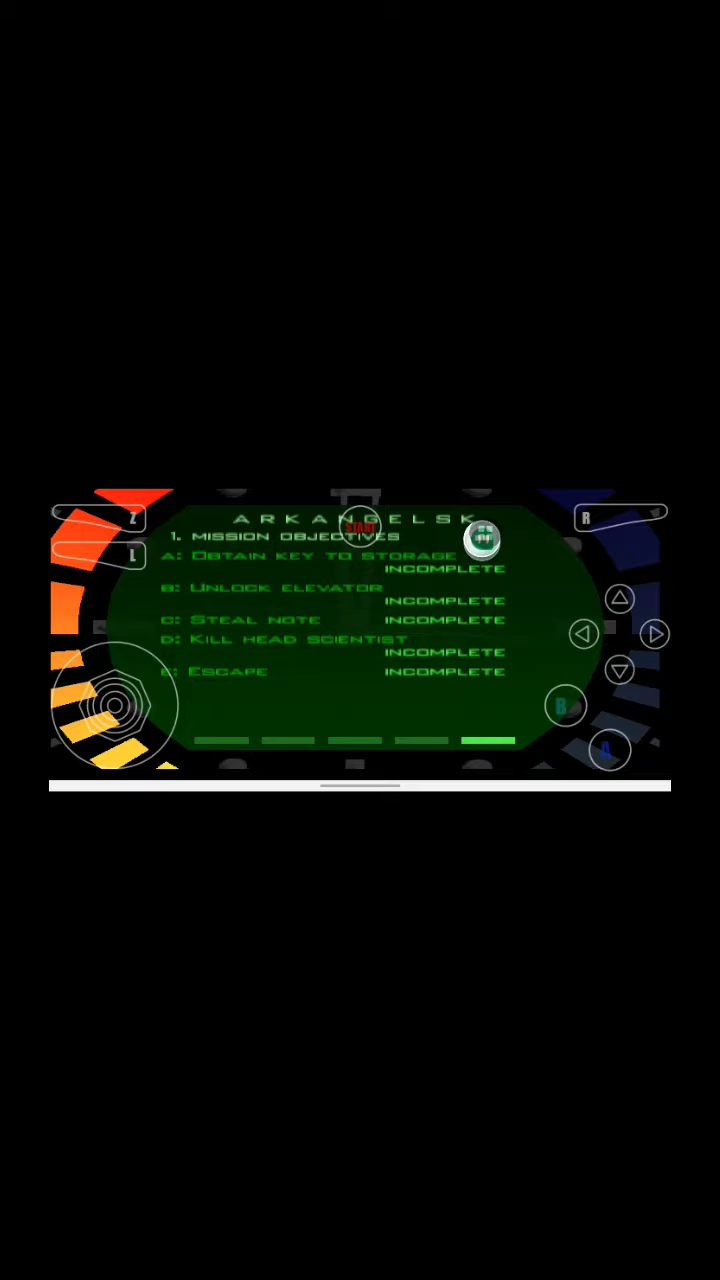 Z
R
ARKANGELSK
START
1. MISSION OBJECTIVES
L
A: OBTAIN KEY TO STORAGE
INCOMPLETE
B: UNLOCK ELEVATOR
INCOMPLETE
C: STEAL NOTE INCOMPLETE
D: KILL HEAD SCIENTIST
INCOMPLETE
E: ESCAPE INCOMPLETE
B
A